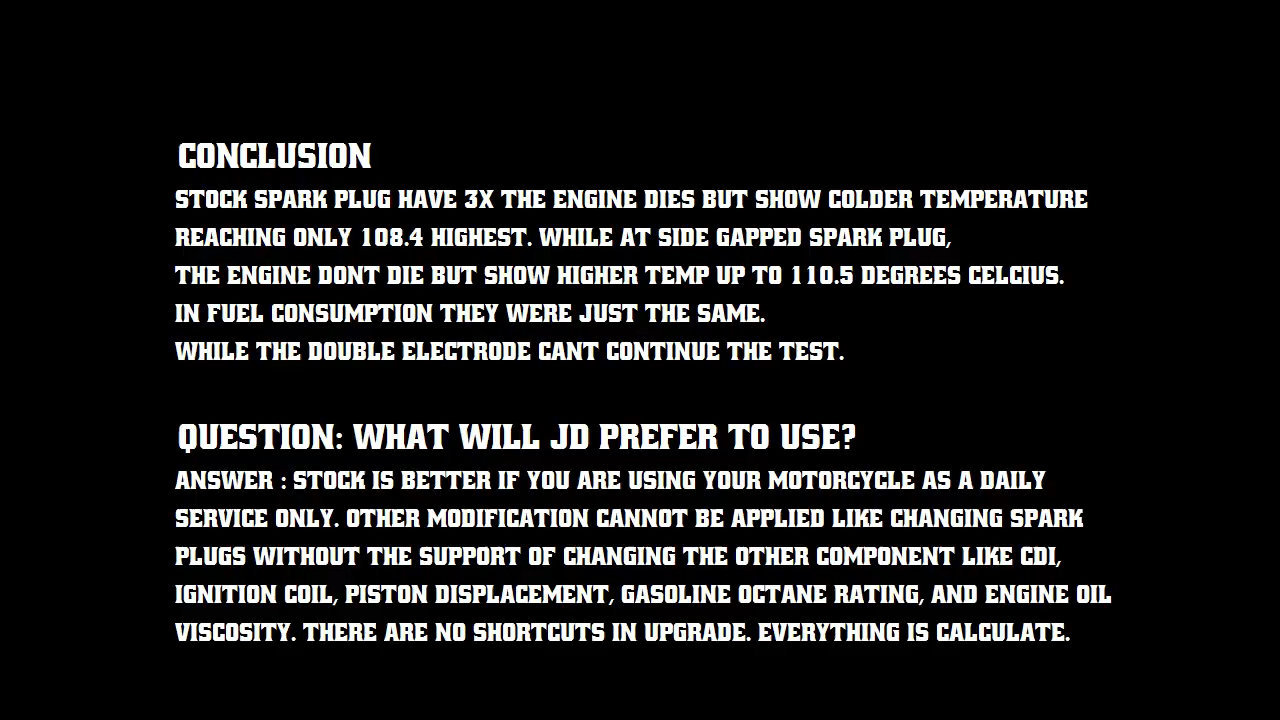 CONCLUSION
STOCK SPARK PLUG HAVE 3X THE ENGINE DIES BUT SHOW COLDER TEMPERATURE
REACHING ONLY 108.4 HIGHEST. WHILE AT SIDE GAPPED SPARK PLUG,
THE ENGINE DONT DIE BUT SHOW HIGHER TEMP UP TO 110.5 DEGREES CELCIUS.
IN FUEL CONSUMPTION THEY WERE JUST THE SAME.
WHILE THE DOUBLE ELECTRODE CANT CONTINUE THE TEST.
QUESTION: WHAT WILL JD PREFER TO USE?
ANSWER : STOCK IS BETTER IF YOU ARE USING YOUR MOTORCYCLE AS A DAILY
SERVICE ONLY. OTHER MODIFICATION CANNOT BE APPLIED LIKE CHANGING SPARK
PLUGS WITHOUT THE SUPPORT OF CHANGING THE OTHER COMPONENT LIKE CDI,
IGNITION COIL, PISTON DISPLACEMENT, GASOLINE OCTANE RATING, AND ENGINE OIL
VISCOSITY. THERE ARE NO SHORTCUTS IN UPGRADE. EVERYTHING IS CALCULATE.